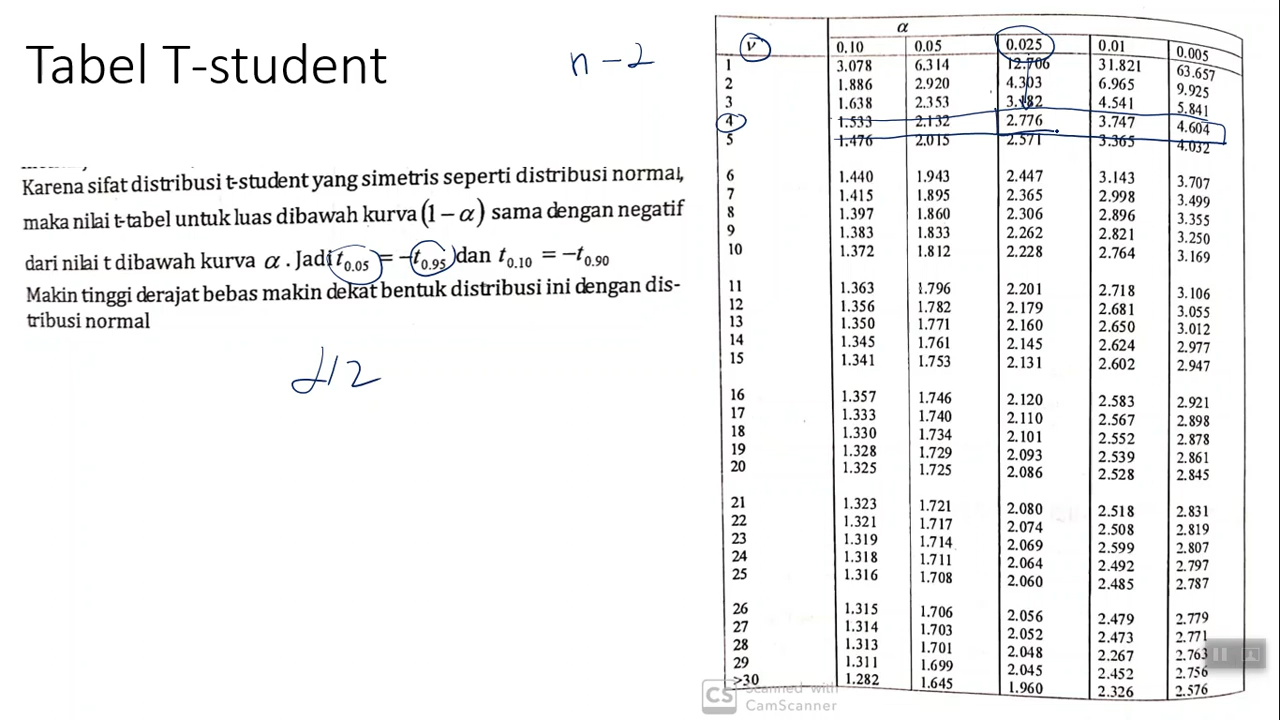 Tabel T-student
n - 2
Karena sifat distribusi t-student yang simetris seperti distribusi normal,
maka nilai t-tabel untuk luas dibawah kurva (1 − α) sama dengan negatif
dari nilai t dibawah kurva α . Jadi t0.05 = −t0.95 dan t0.10 = −t0.90
Makin tinggi derajat bebas makin dekat bentuk distribusi ini dengan dis-
tribusi normal
α
ν 0.10 0.05 0.025 0.01 0.005
1 3.078 6.314 12.706 31.821 63.657
2 1.886 2.920 4.303 6.965 9.925
3 1.638 2.353 3.182 4.541 5.841
4 1.533 2.132 2.776 3.747 4.604
5 1.476 2.015 2.571 3.365 4.032
6 1.440 1.943 2.447 3.143 3.707
7 1.415 1.895 2.365 2.998 3.499
8 1.397 1.860 2.306 2.896 3.355
9 1.383 1.833 2.262 2.821 3.250
10 1.372 1.812 2.228 2.764 3.169
11 1.363 1.796 2.201 2.718 3.106
12 1.356 1.782 2.179 2.681 3.055
13 1.350 1.771 2.160 2.650 3.012
14 1.345 1.761 2.145 2.624 2.977
15 1.341 1.753 2.131 2.602 2.947
16 1.357 1.746 2.120 2.583 2.921
17 1.333 1.740 2.110 2.567 2.898
18 1.330 1.734 2.101 2.552 2.878
19 1.328 1.729 2.093 2.539 2.861
20 1.325 1.725 2.086 2.528 2.845
21 1.323 1.721 2.080 2.518 2.831
22 1.321 1.717 2.074 2.508 2.819
23 1.319 1.714 2.069 2.599 2.807
24 1.318 1.711 2.064 2.492 2.797
25 1.316 1.708 2.060 2.485 2.787
26 1.315 1.706 2.056 2.479 2.779
27 1.314 1.703 2.052 2.473 2.771
28 1.313 1.701 2.048 2.267 2.763
29 1.311 1.699 2.045 2.452 2.756
>30 1.282 1.645 1.960 2.326 2.576
CS Scanned with
CamScanner